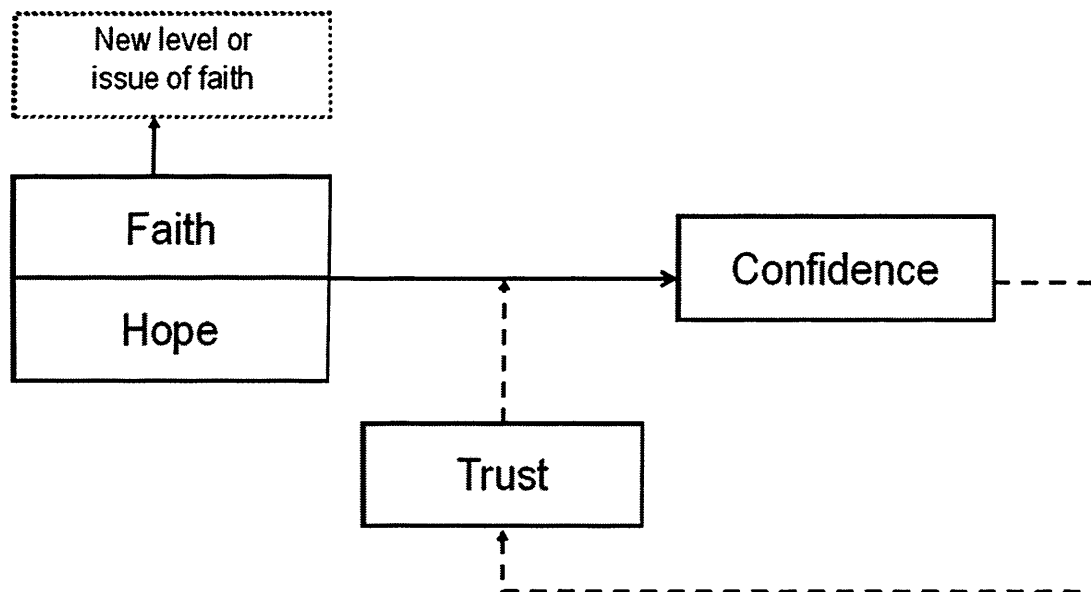 New level or
issue of faith
Faith
Hope
Confidence
Trust